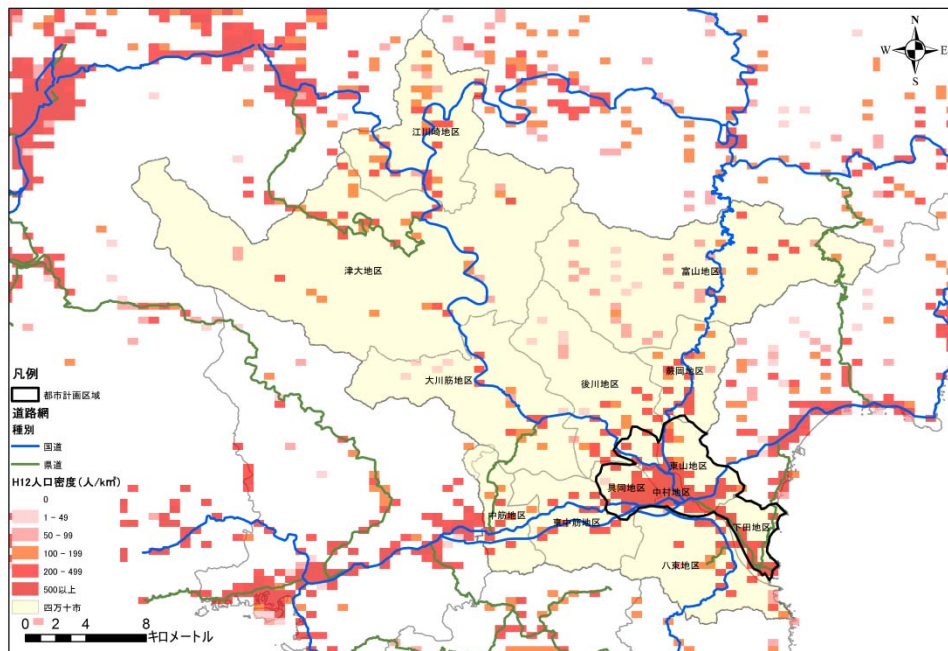 N
W E
S
江川崎地区
津大地区
富山地区
大川筋地区
後川地区
蕨岡地区
東山地区
具同地区
中村地区
中筋地区
東中筋地区
下田地区
八束地区
凡例
都市計画区域
道路網
種別
国道
県道
H12人口密度(人/k㎡)
0
1 - 49
50 - 99
100 - 199
200 - 499
500以上
四万十市
0 2 4 8
キロメートル